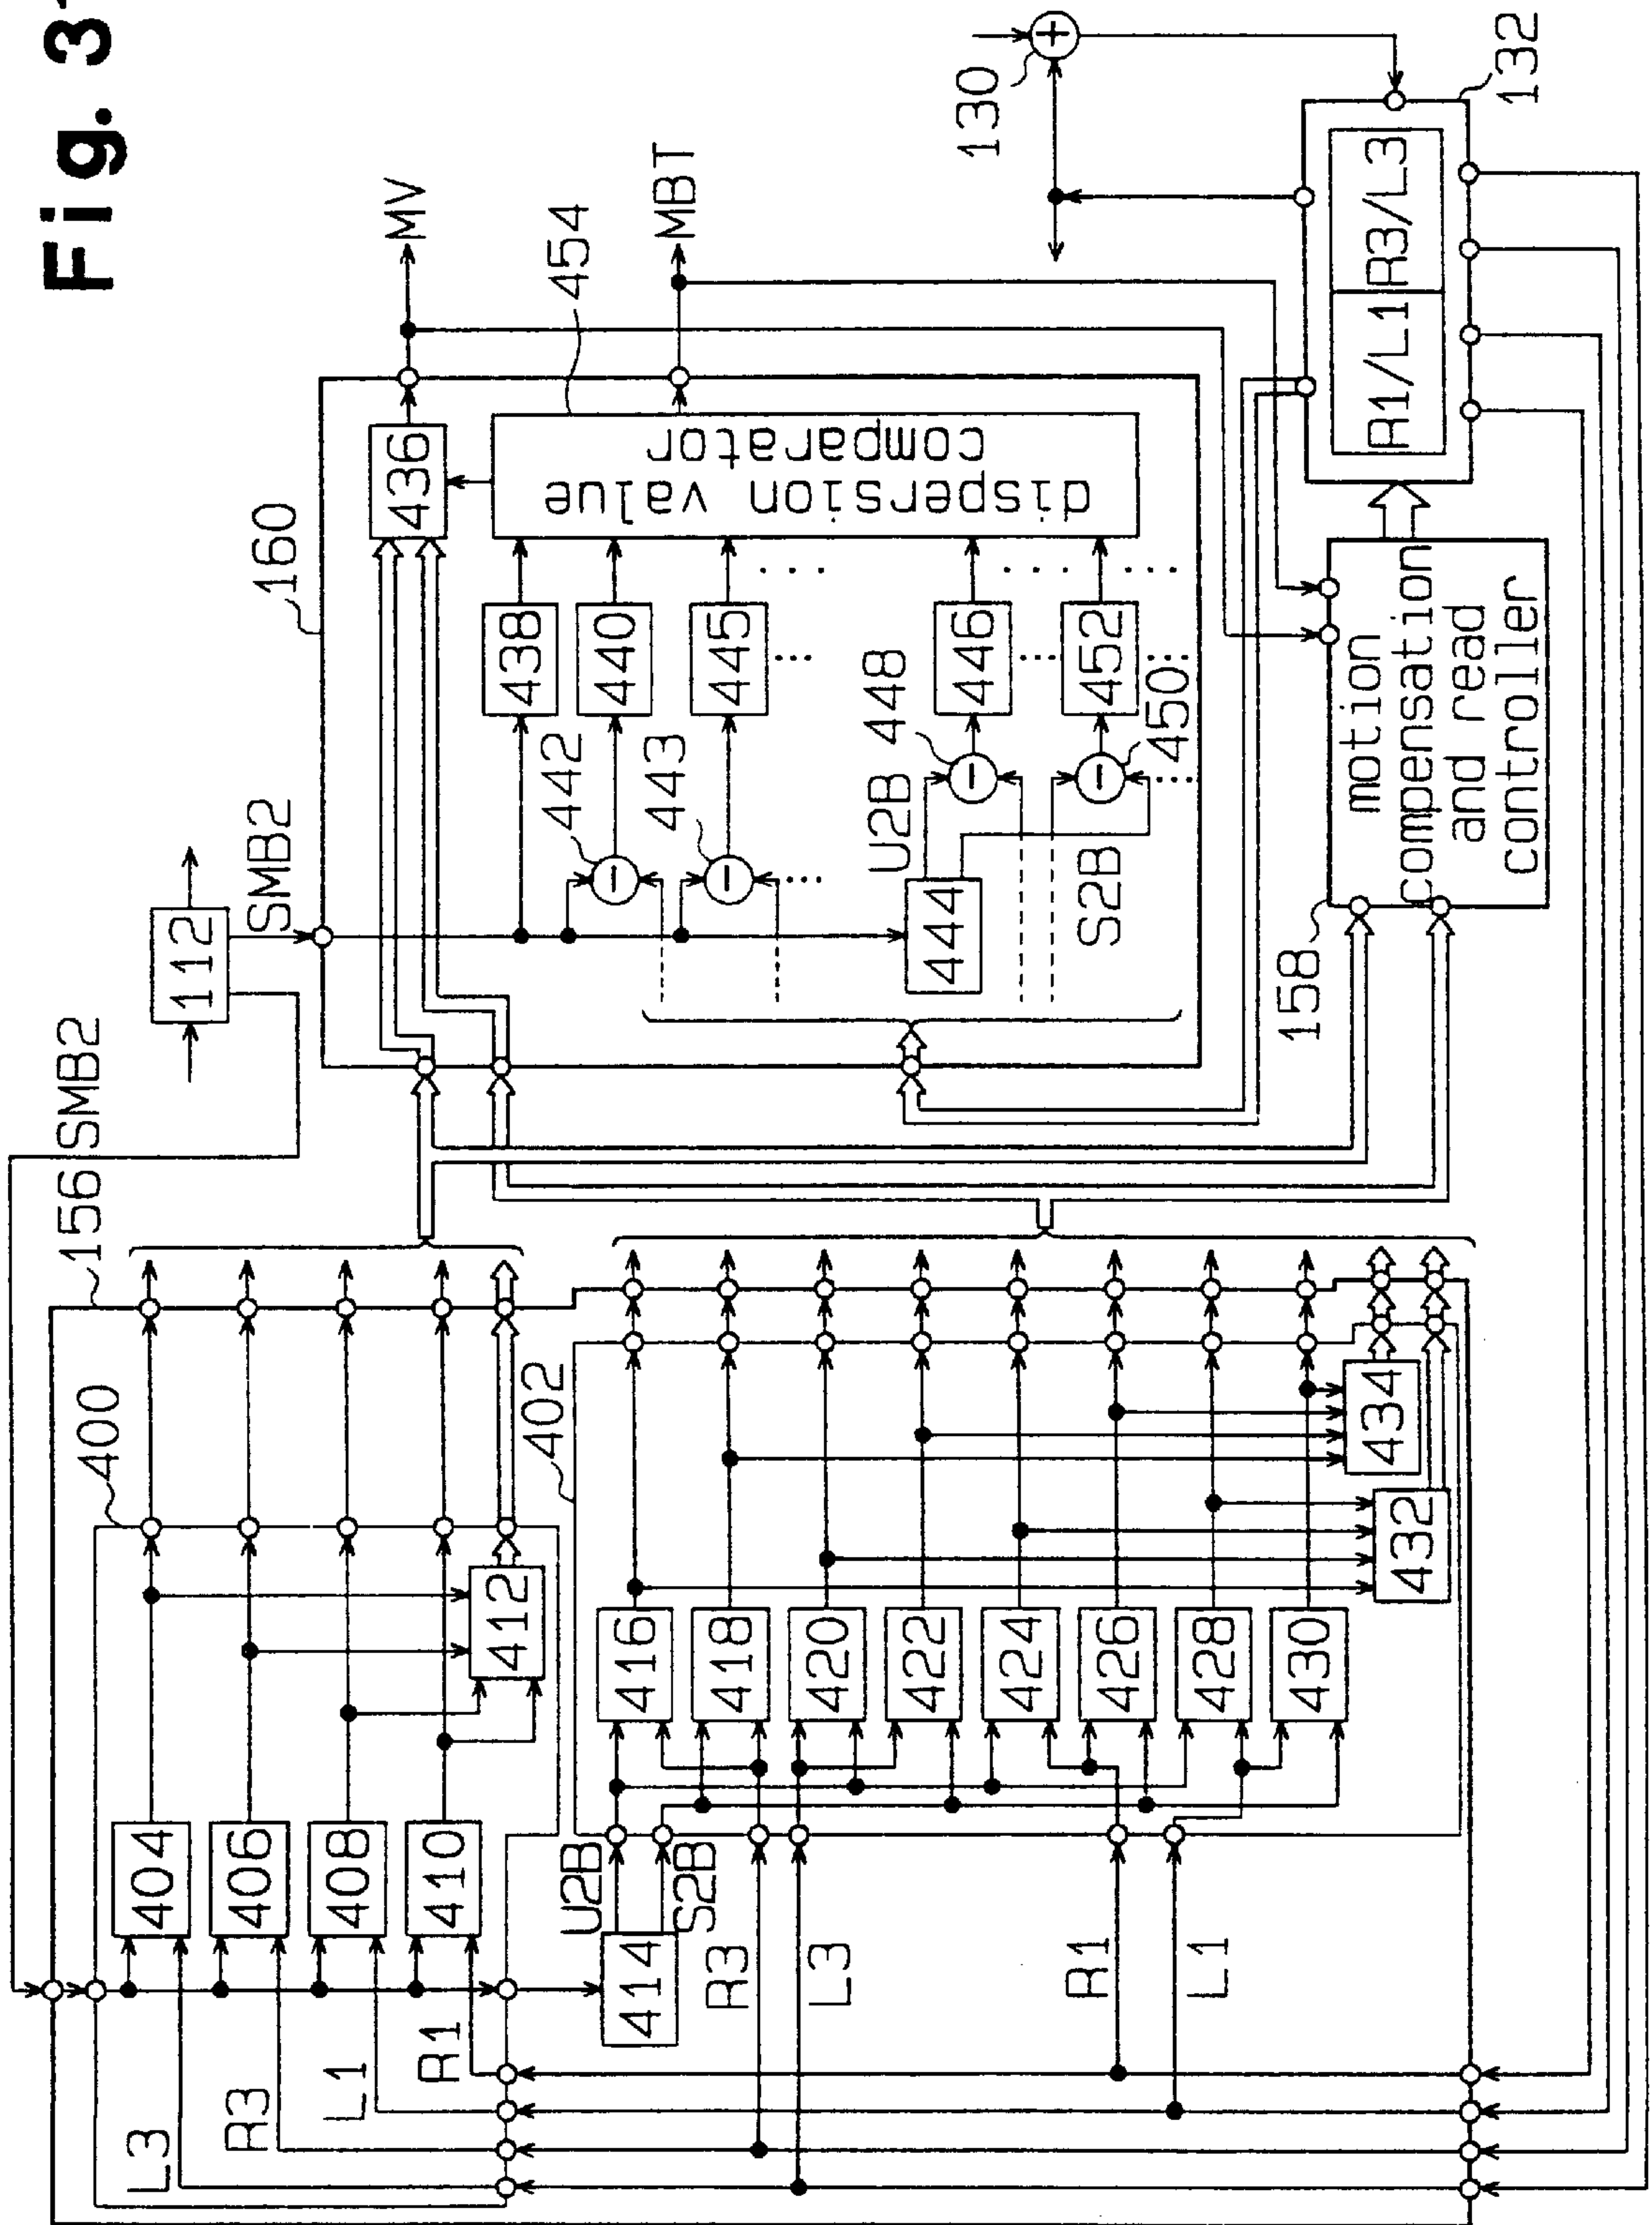 Fig. 3
156
SMB2
400
404
406
408
410
412
L3
R3
L1
R1
402
414
U2B
S2B
R3
L3
R1
L1
416
418
420
422
424
426
428
430
432
434
112
SMB2
160
436
438
440
445
446
452
442
443
444
U2B
S2B
448
450
dispersion value
comparator
454
MV
MBT
158
motion
compensation
and read
controller
130
132
R1/L1
R3/L3